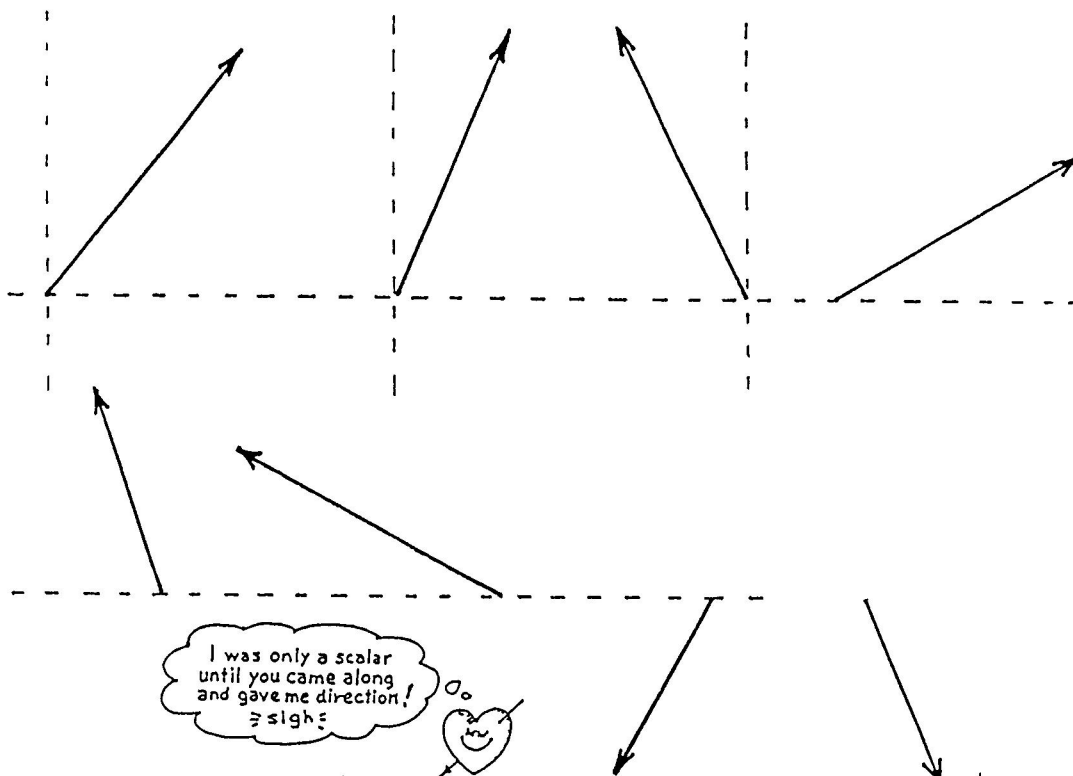 I was only a scalar
until you came along
and gave me direction!
sigh